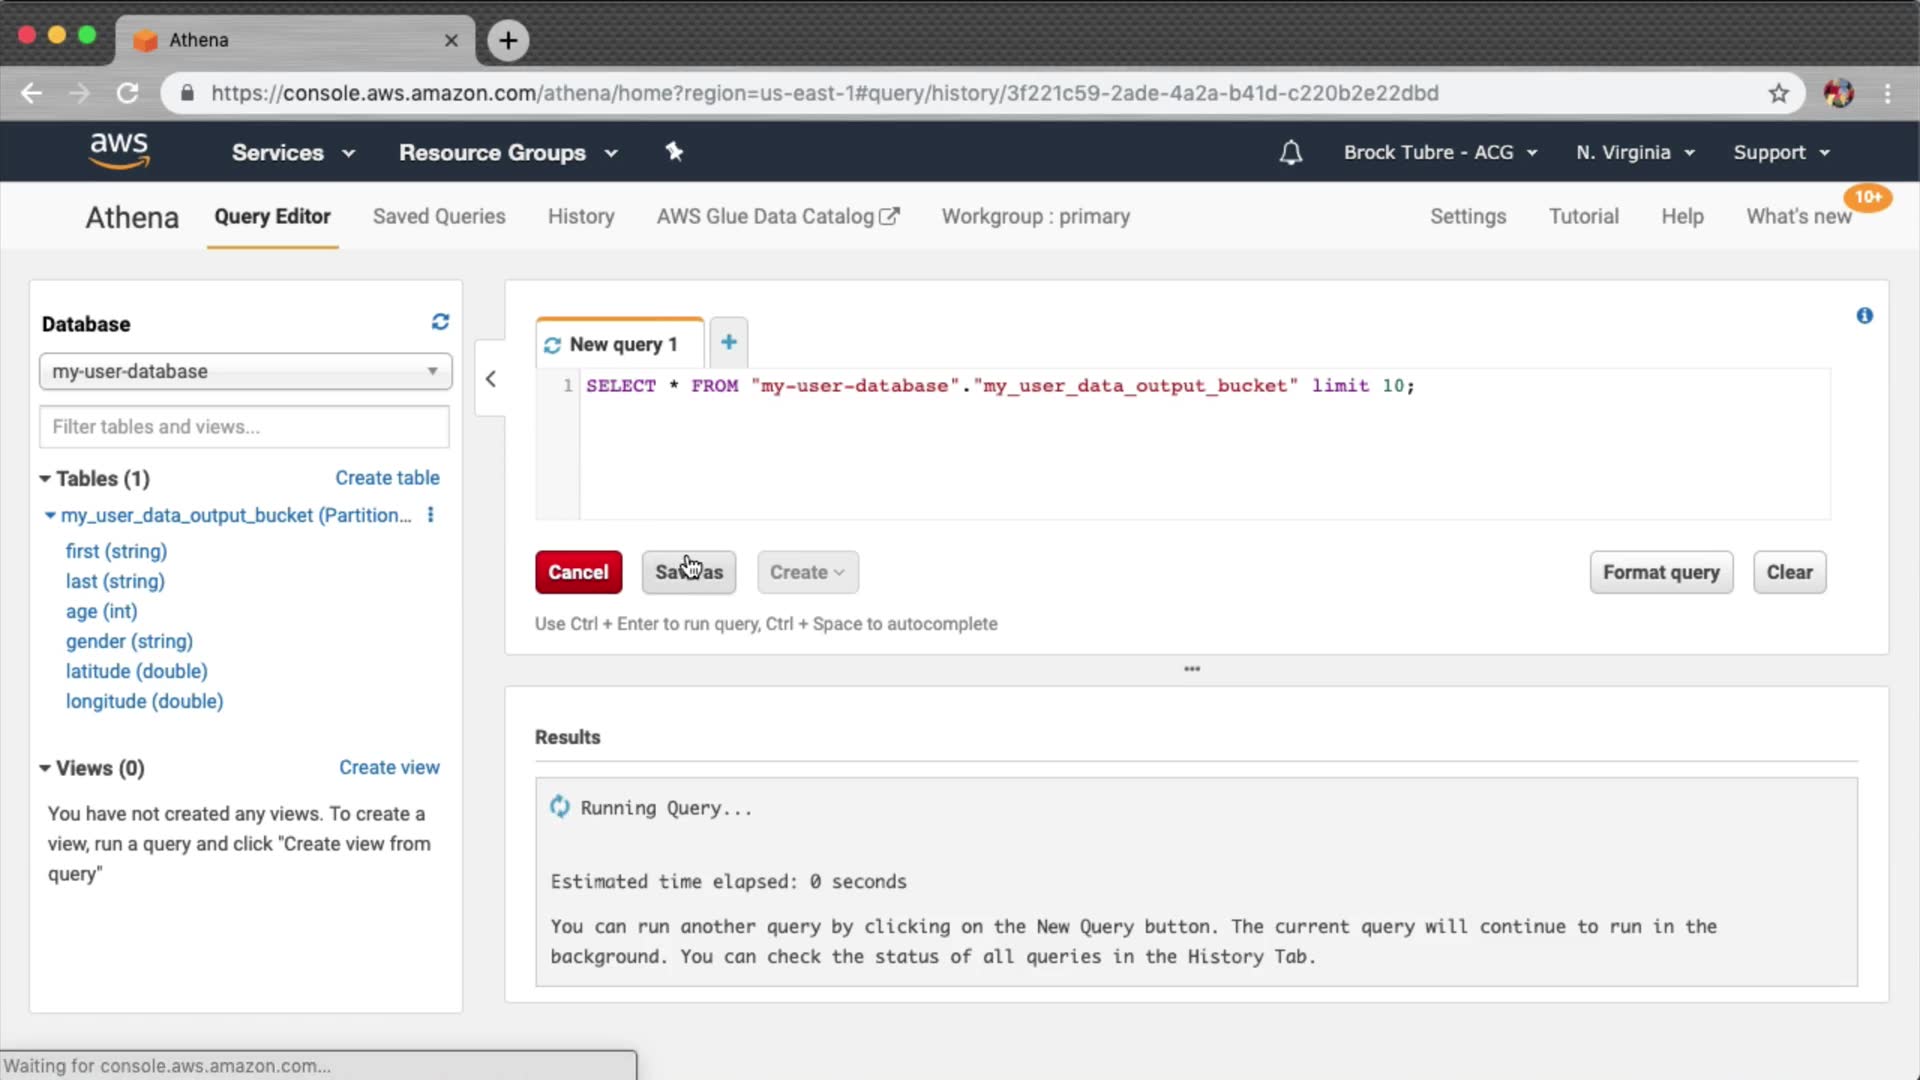 Athena
https://console.aws.amazon.com/athena/home?region=us-east-1#query/history/3f221c59-2ade-4a2a-b41d-c220b2e22dbd
aws Services Resource Groups Brock Tubre - ACG N. Virginia Support
Athena Query Editor Saved Queries History AWS Glue Data Catalog Workgroup : primary Settings Tutorial Help What's new 10+
Database
my-user-database
Filter tables and views...
Tables (1) Create table
my_user_data_output_bucket (Partition...
first (string)
last (string)
age (int)
gender (string)
latitude (double)
longitude (double)
Views (0) Create view
You have not created any views. To create a
view, run a query and click "Create view from
query"
New query 1 +
1 SELECT * FROM "my-user-database"."my_user_data_output_bucket" limit 10;
Cancel Save as Create Format query Clear
Use Ctrl + Enter to run query, Ctrl + Space to autocomplete
Results
Running Query...
Estimated time elapsed: 0 seconds
You can run another query by clicking on the New Query button. The current query will continue to run in the
background. You can check the status of all queries in the History Tab.
Waiting for console.aws.amazon.com...